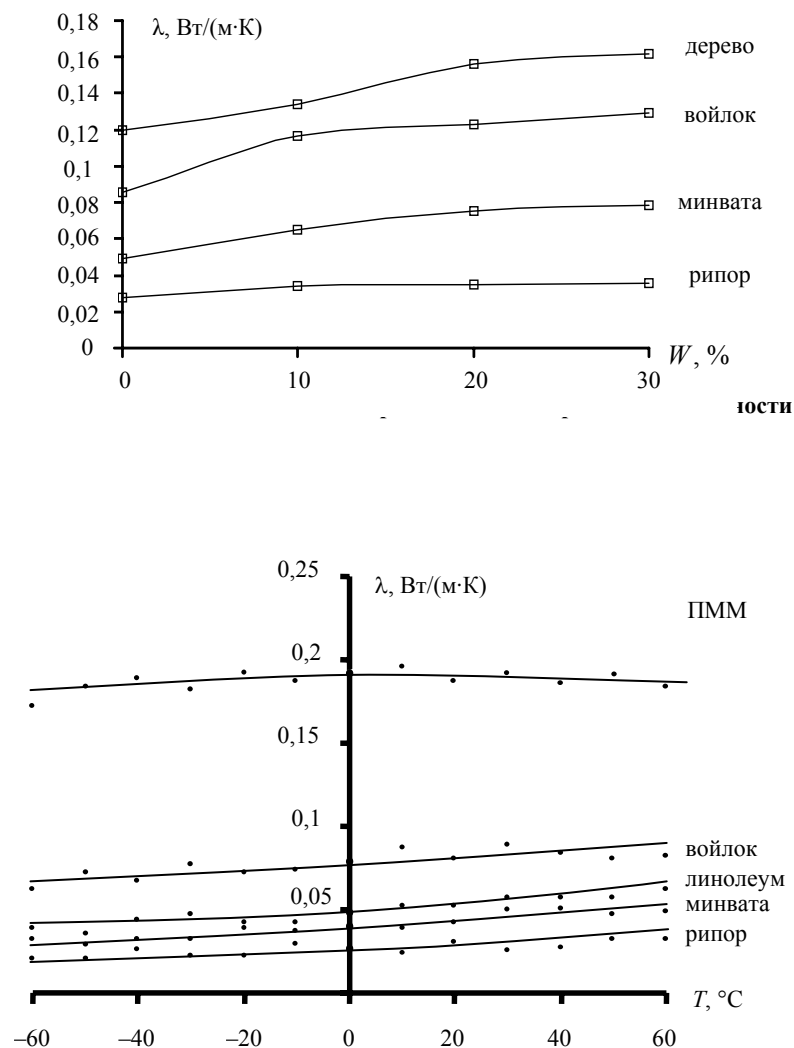 0,18
λ, Вт/(м·К)
0,16
дерево
0,14
0,12
войлок
0,1
0,08
минвата
0,06
0,04
рипор
0,02
0
W, %
0 10 20 30
ности
0,25
λ, Вт/(м·К)
ПММ
0,2
0,15
0,1
войлок
линолеум
0,05
минвата
рипор
T, °C
–60 –40 –20 0 20 40 60